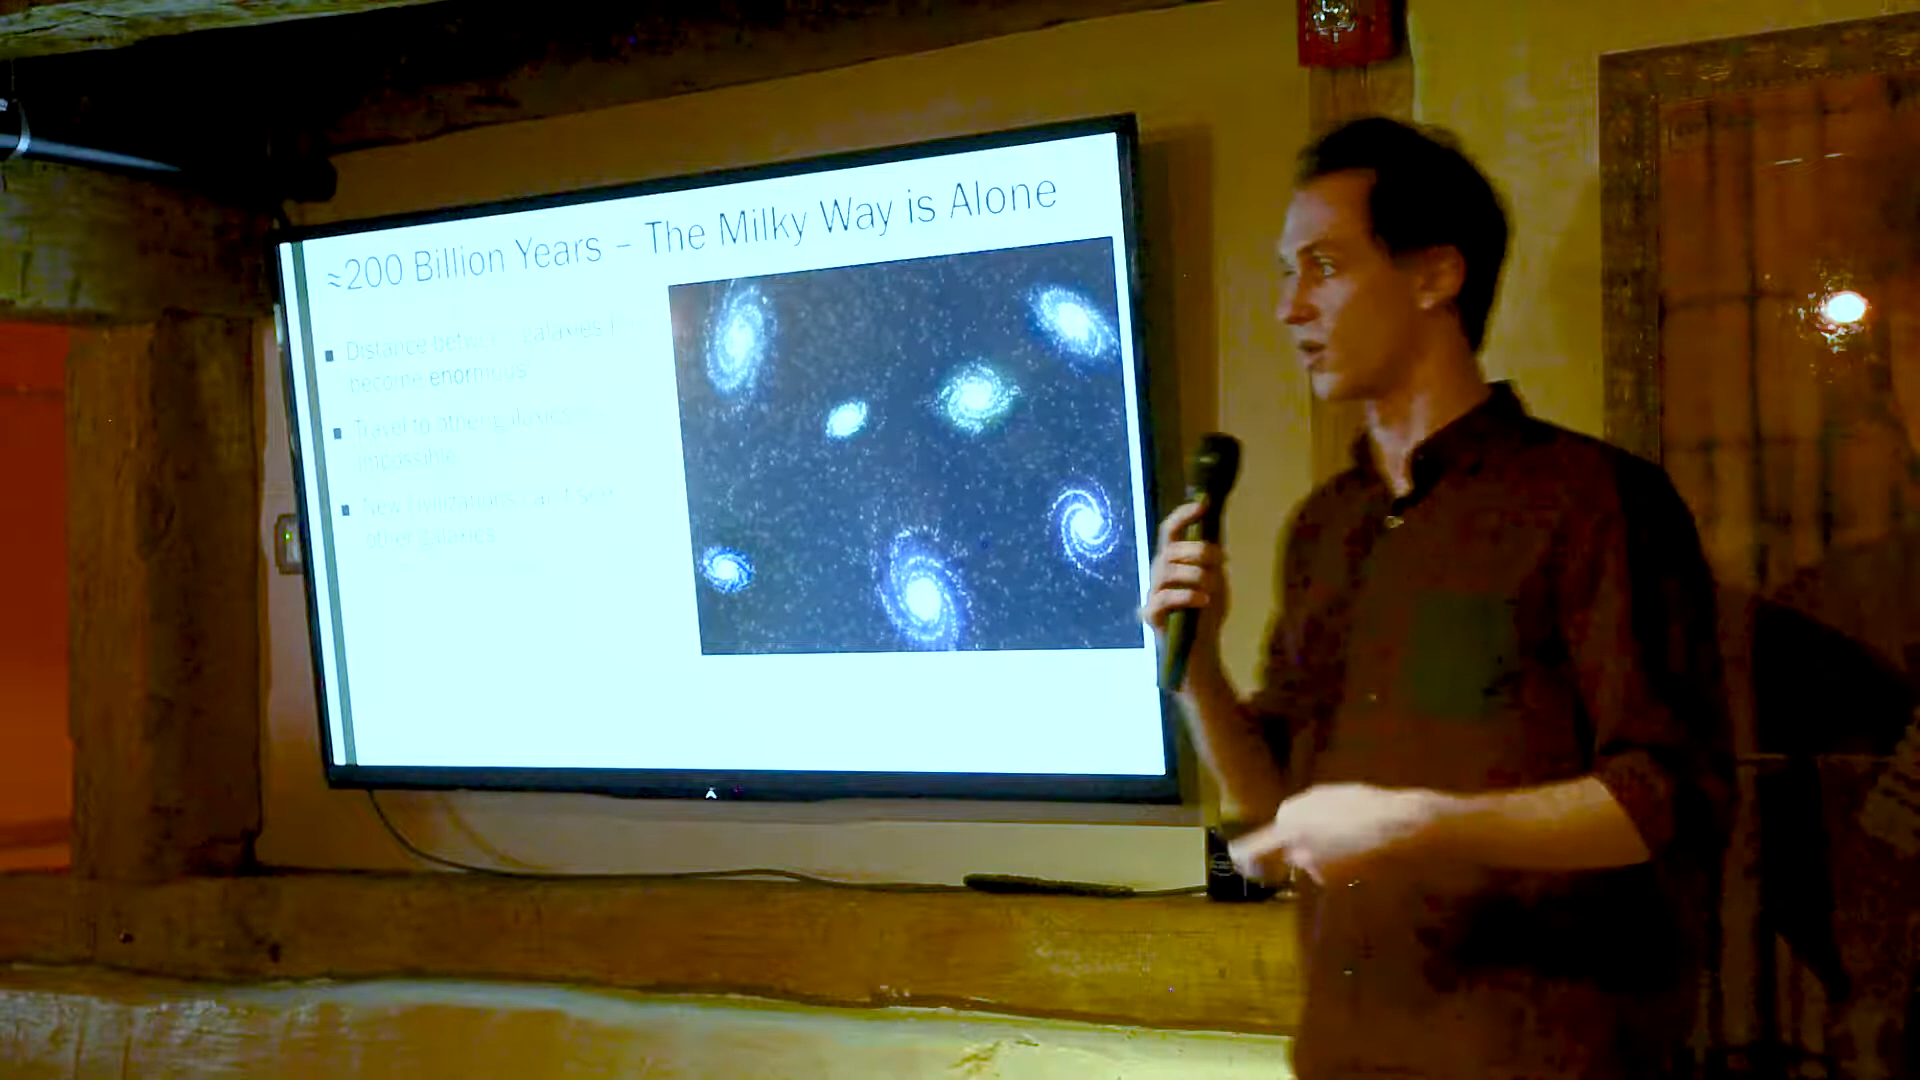 ≈200 Billion Years – The Milky Way is Alone
Distance between galaxies
become enormous
Travel to other galaxies
impossible
New civilizations can't see
other galaxies